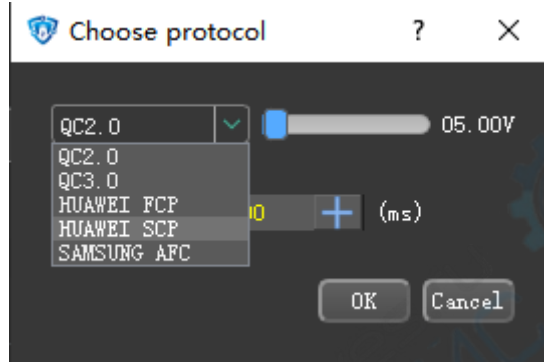 Choose protocol ? ×
QC2.0 05.00V
QC2.0
QC3.0
HUAWEI FCP
HUAWEI SCP
SAMSUNG AFC
+ (ms)
OK Cancel